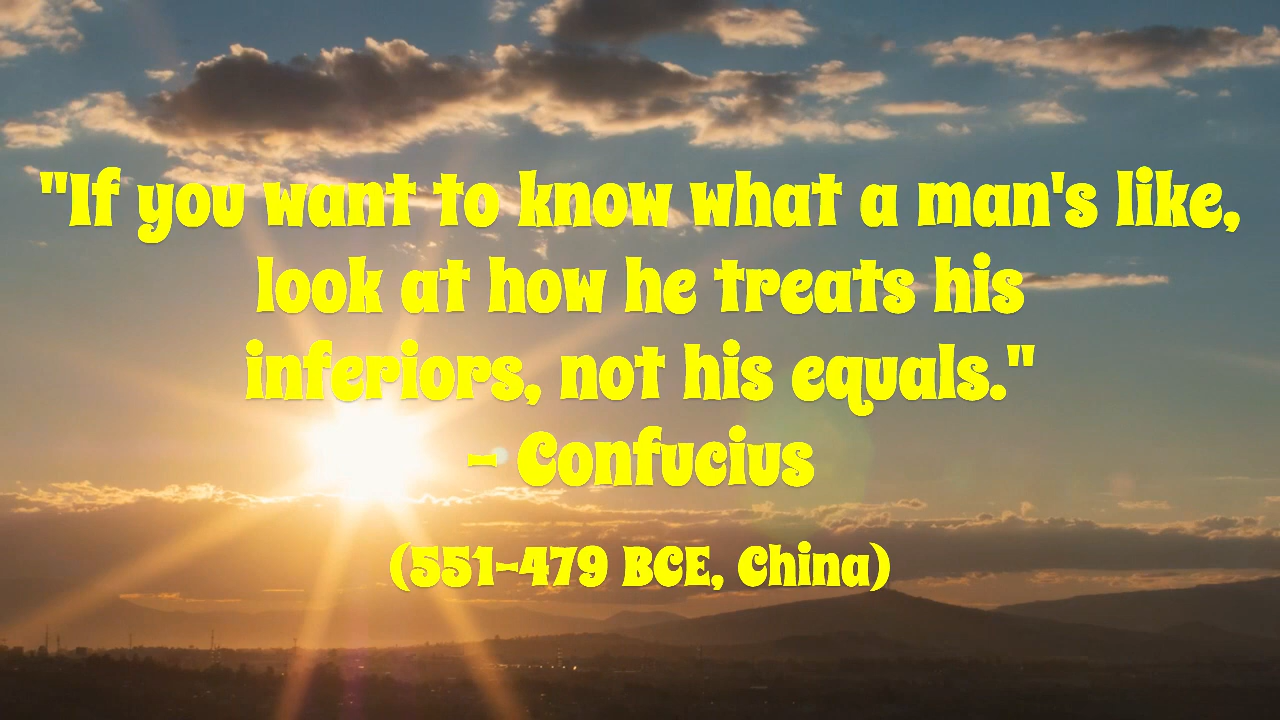 "If you want to know what a man's like,
look at how he treats his
inferiors, not his equals."
- Confucius
(551-479 BCE, China)